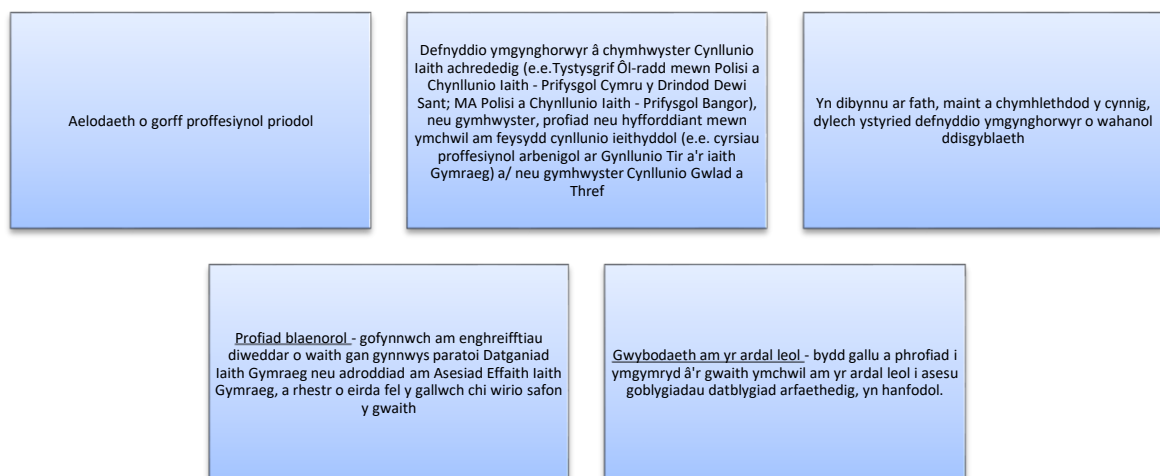 Aelodaeth o gorff proffesiynol priodol
Defnyddio ymgynghorwyr â chymhwyster Cynllunio
Iaith achrededig (e.e.Tystysgrif Ôl-radd mewn Polisi a
Chynllunio Iaith - Prifysgol Cymru y Drindod Dewi
Sant; MA Polisi a Chynllunio Iaith - Prifysgol Bangor),
neu gymhwyster, profiad neu hyfforddiant mewn
ymchwil am feysydd cynllunio ieithyddol (e.e. cyrsiau
proffesiynol arbenigol ar Gynllunio Tir a'r iaith
Gymraeg) a/ neu gymhwyster Cynllunio Gwlad a
Thref
Yn dibynnu ar fath, maint a chymhlethdod y cynnig,
dylech ystyried defnyddio ymgynghorwyr o wahanol
ddisgyblaeth
Profiad blaenorol - gofynnwch am enghreifftiau
diweddar o waith gan gynnwys paratoi Datganiad
Iaith Gymraeg neu adroddiad am Asesiad Effaith Iaith
Gymraeg, a rhestr o eirda fel y gallwch chi wirio safon
y gwaith
Gwybodaeth am yr ardal leol - bydd gallu a phrofiad i
ymgymryd â'r gwaith ymchwil am yr ardal leol i asesu
goblygiadau datblygiad arfaethedig, yn hanfodol.